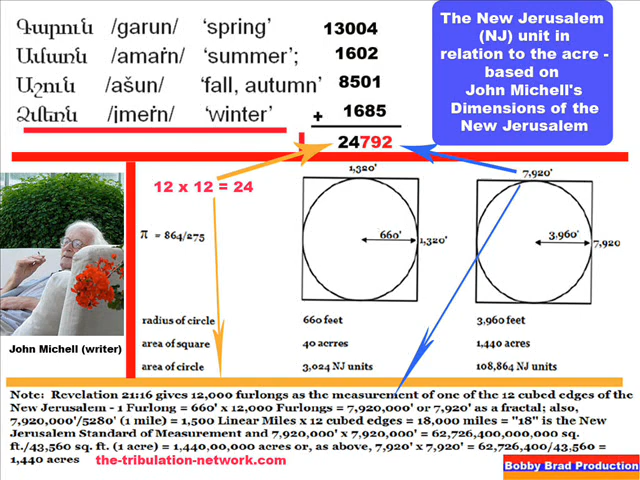 Գարուն /garun/ ‘spring’ 13004
Ամառն /amaṙn/ ‘summer’; 1602
Աշուն /ašun/ ‘fall, autumn’ 8501
Ձմեռն /jmeṙn/ ‘winter’ + 1685
24792
The New Jerusalem
(NJ) unit in
relation to the acre -
based on
John Michell's
Dimensions of the
New Jerusalem
12 x 12 = 24
1,320'
7,920'
π = 864/275
660'
1,320'
3,960'
7,920
radius of circle 660 feet 3,960 feet
area of square 40 acrres 1,440 acres
area of circle 3,024 NJ units 108,864 NJ units
John Michell (writer)
Note: Revelation 21:16 gives 12,000 furlongs as the measurement of one of the 12 cubed edges of the
New Jerusalem - 1 Furlong = 660' x 12,000 Furlongs = 7,920,000' or 7,920' as a fractal; also,
7,920,000'/5280' (1 mile) = 1,500 Linear Miles x 12 cubed edges = 18,000 miles = "18" is the New
Jerusalem Standard of Measurement and 7,920,000' x 7,920,000' = 62,726,400,000,000 sq.
ft./43,560 sq. ft. (1 acre) = 1,440,00,000 acres or, as above, 7,920' x 7,920' = 62,726,400/43,560 =
1,440 acres the-tribulation-network.com
Bobby Brad Production